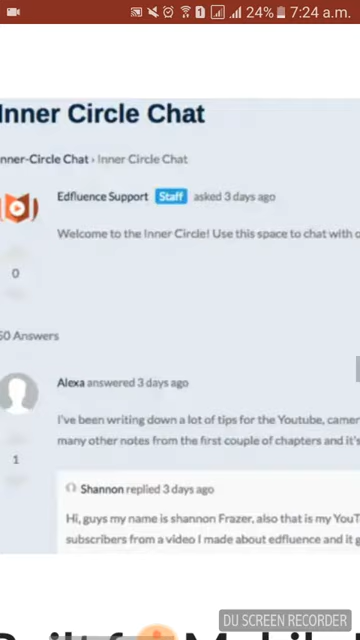 1 24% 7:24 a.m.
Inner Circle Chat
nner-Circle Chat › Inner Circle Chat
Edfluence Support Staff asked 3 days ago
Welcome to the Inner Circle! Use this space to chat with
0
50 Answers
Alexa answered 3 days ago
I've been writing down a lot of tips for the Youtube, camer
many other notes from the first couple of chapters and it's
1
Shannon replied 3 days ago
Hi, guys my name is shannon Frazer, also that is my YouT
subscribers from a video I made about edfluence and it g
DU SCREEN RECORDER